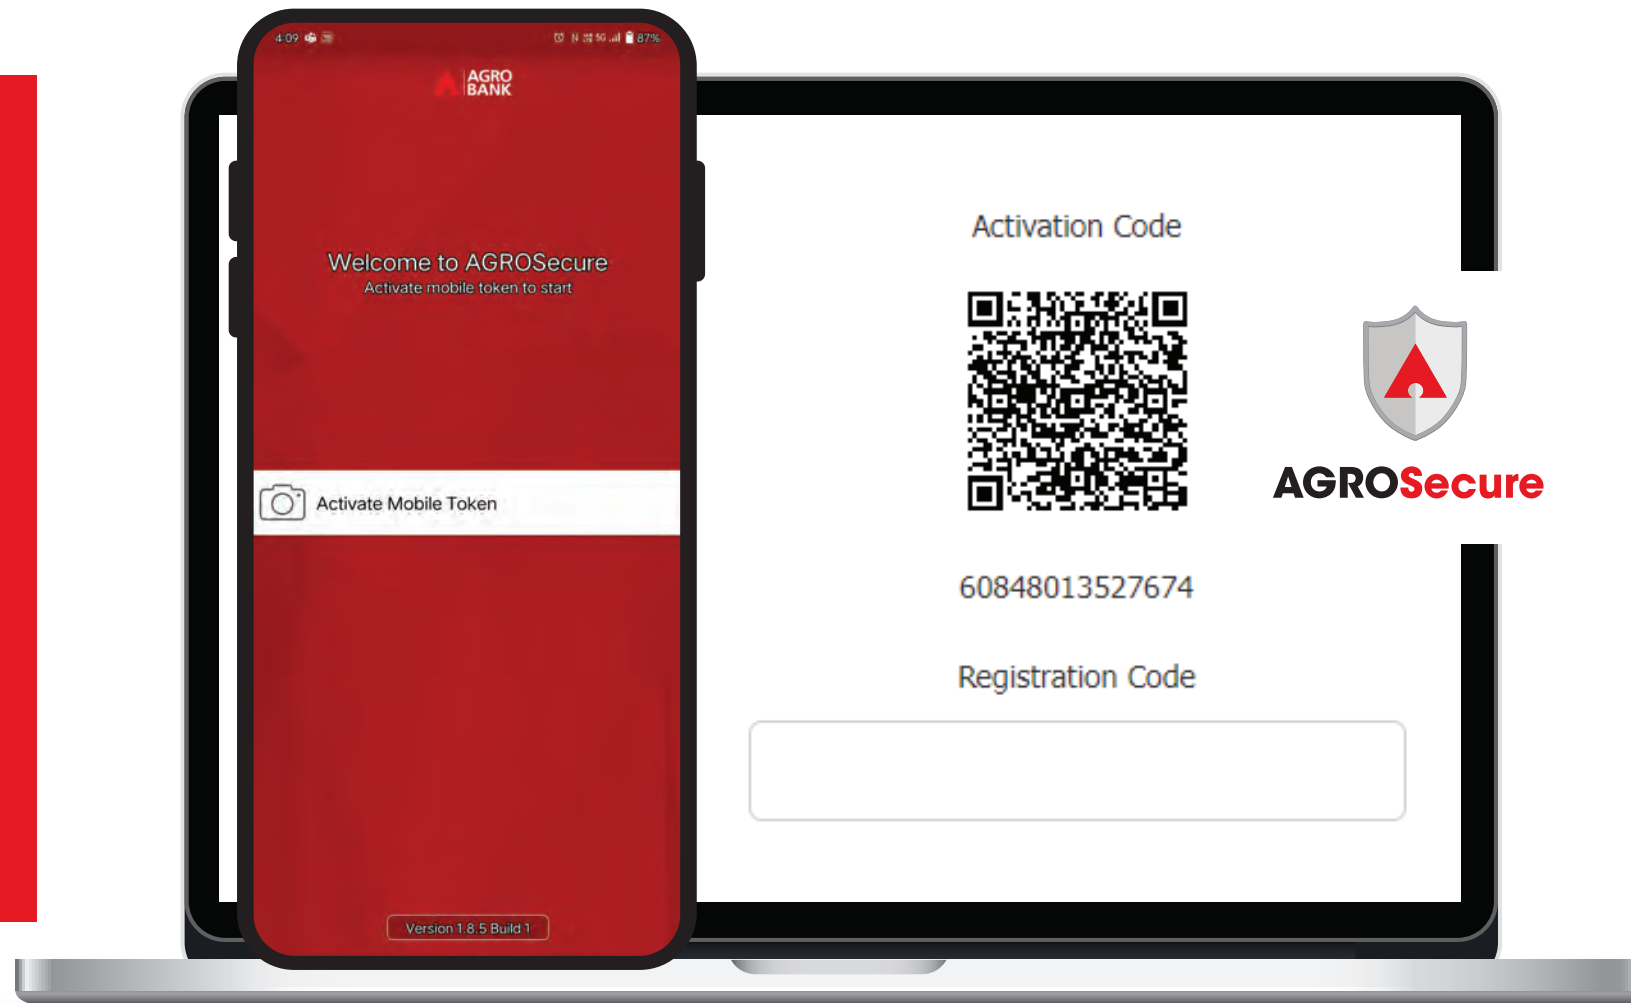 4:09
87%
AGRO
BANK
Welcome to AGROSecure
Activate mobile token to start
Activate Mobile Token
Version 1.8.5 Build 1
Activation Code
60848013527674
Registration Code
AGROSecure